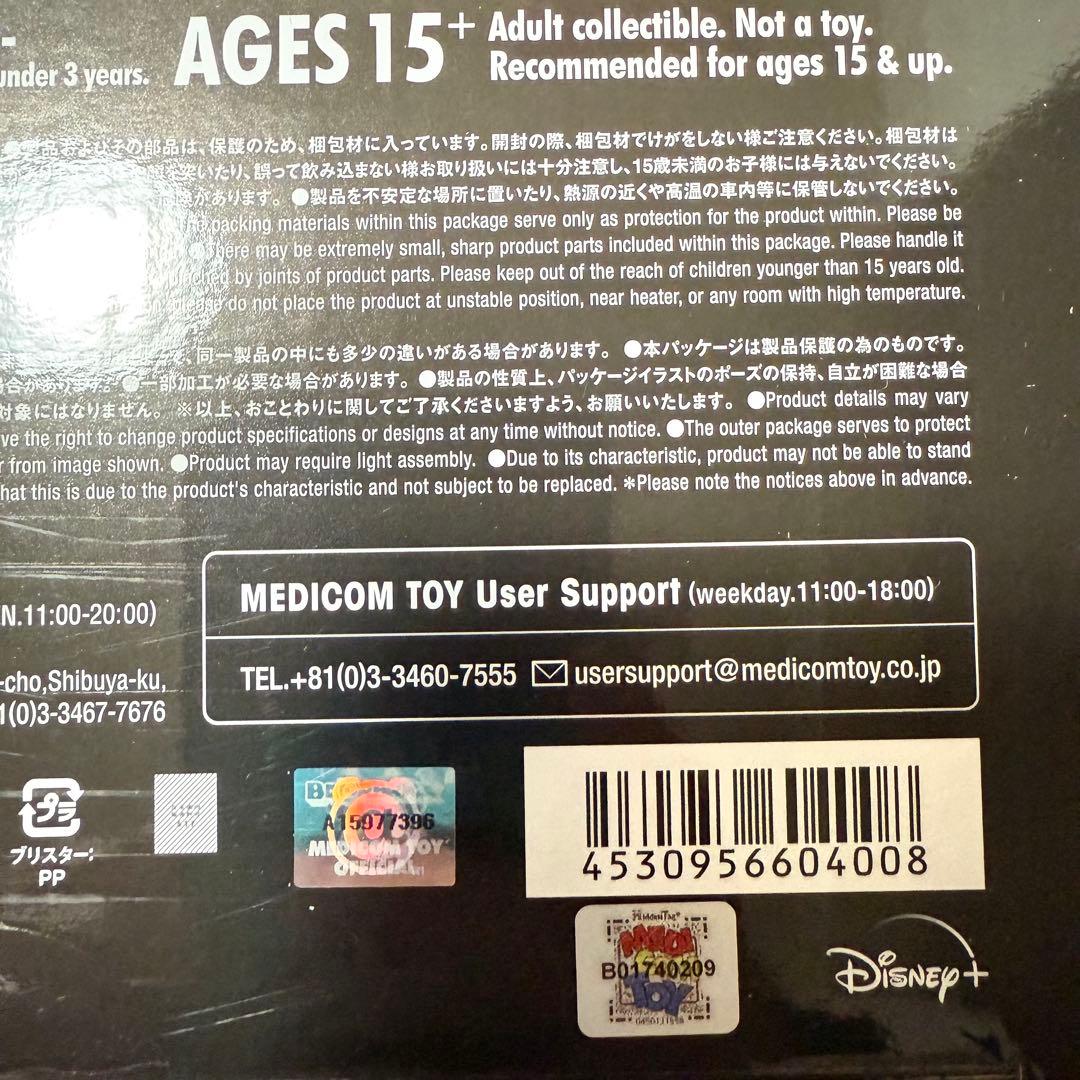 under 3 years.
AGES 15+
Adult collectible. Not a toy.
Recommended for ages 15 & up.
部品は、保護のため、梱包材に入っています。開封の際、梱包材でけがをしない様ご注意ください。梱包材は
いたり、誤って飲み込まない様お取り扱いには十分注意し、15歳未満のお子様には与えないでください。
があります。 ●製品を不安定な場所に置いたり、熱源の近くや高温の車内等に保管しないでください。
packing materials within this package serve only as protection for the product within. Please be
●There may be extremely small, sharp product parts included within this package. Please handle it
by joints of product parts. Please keep out of the reach of children younger than 15 years old.
please do not place the product at unstable position, near heater, or any room with high temperature.
同一製品の中にも多少の違いがある場合があります。 ●本パッケージは製品保護の為のものです。
場合があります。 ●一部加工が必要な場合があります。 ●製品の性質上、パッケージイラストのポーズの保持、自立が困難な場合
対象にはなりません。 ※以上、おことわりに関してご了承くださいますよう、お願いいたします。 ●Product details may vary
ve the right to change product specifications or designs at any time without notice. ●The outer package serves to protect
r from image shown. ●Product may require light assembly. ●Due to its characteristic, product may not be able to stand
hat this is due to the product's characteristic and not subject to be replaced. *Please note the notices above in advance.
N.11:00-20:00)
MEDICOM TOY User Support (weekday.11:00-18:00)
-cho,Shibuya-ku,
1(0)3-3467-7676
TEL.+81(0)3-3460-7555 usersupport@medicomtoy.co.jp
プラ
ブリスター:
PP
A15977396
MEDICOM TOY
OFFICIAL
4530956604008
B01740209
TOY
Disney+